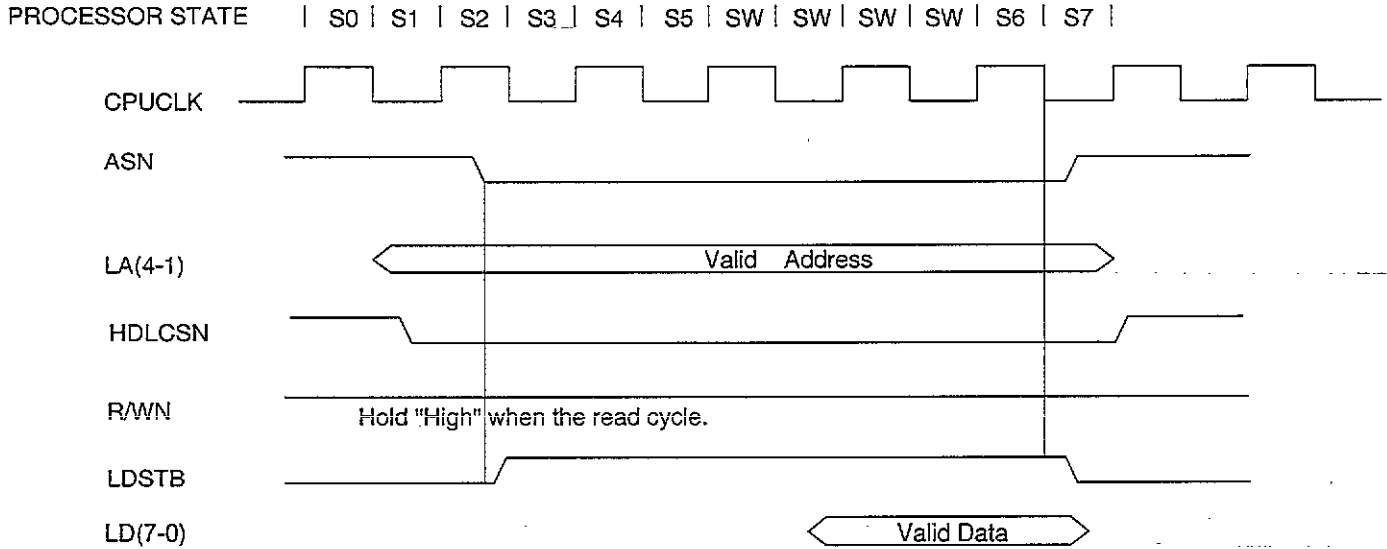 PROCESSOR STATE | S0 | S1 | S2 | S3 | S4 | S5 | SW | SW | SW | SW | S6 | S7 |
CPUCLK
ASN
LA(4-1) Valid Address
HDLCSN
R/WN
Hold "High" when the read cycle.
LDSTB
LD(7-0) Valid Data